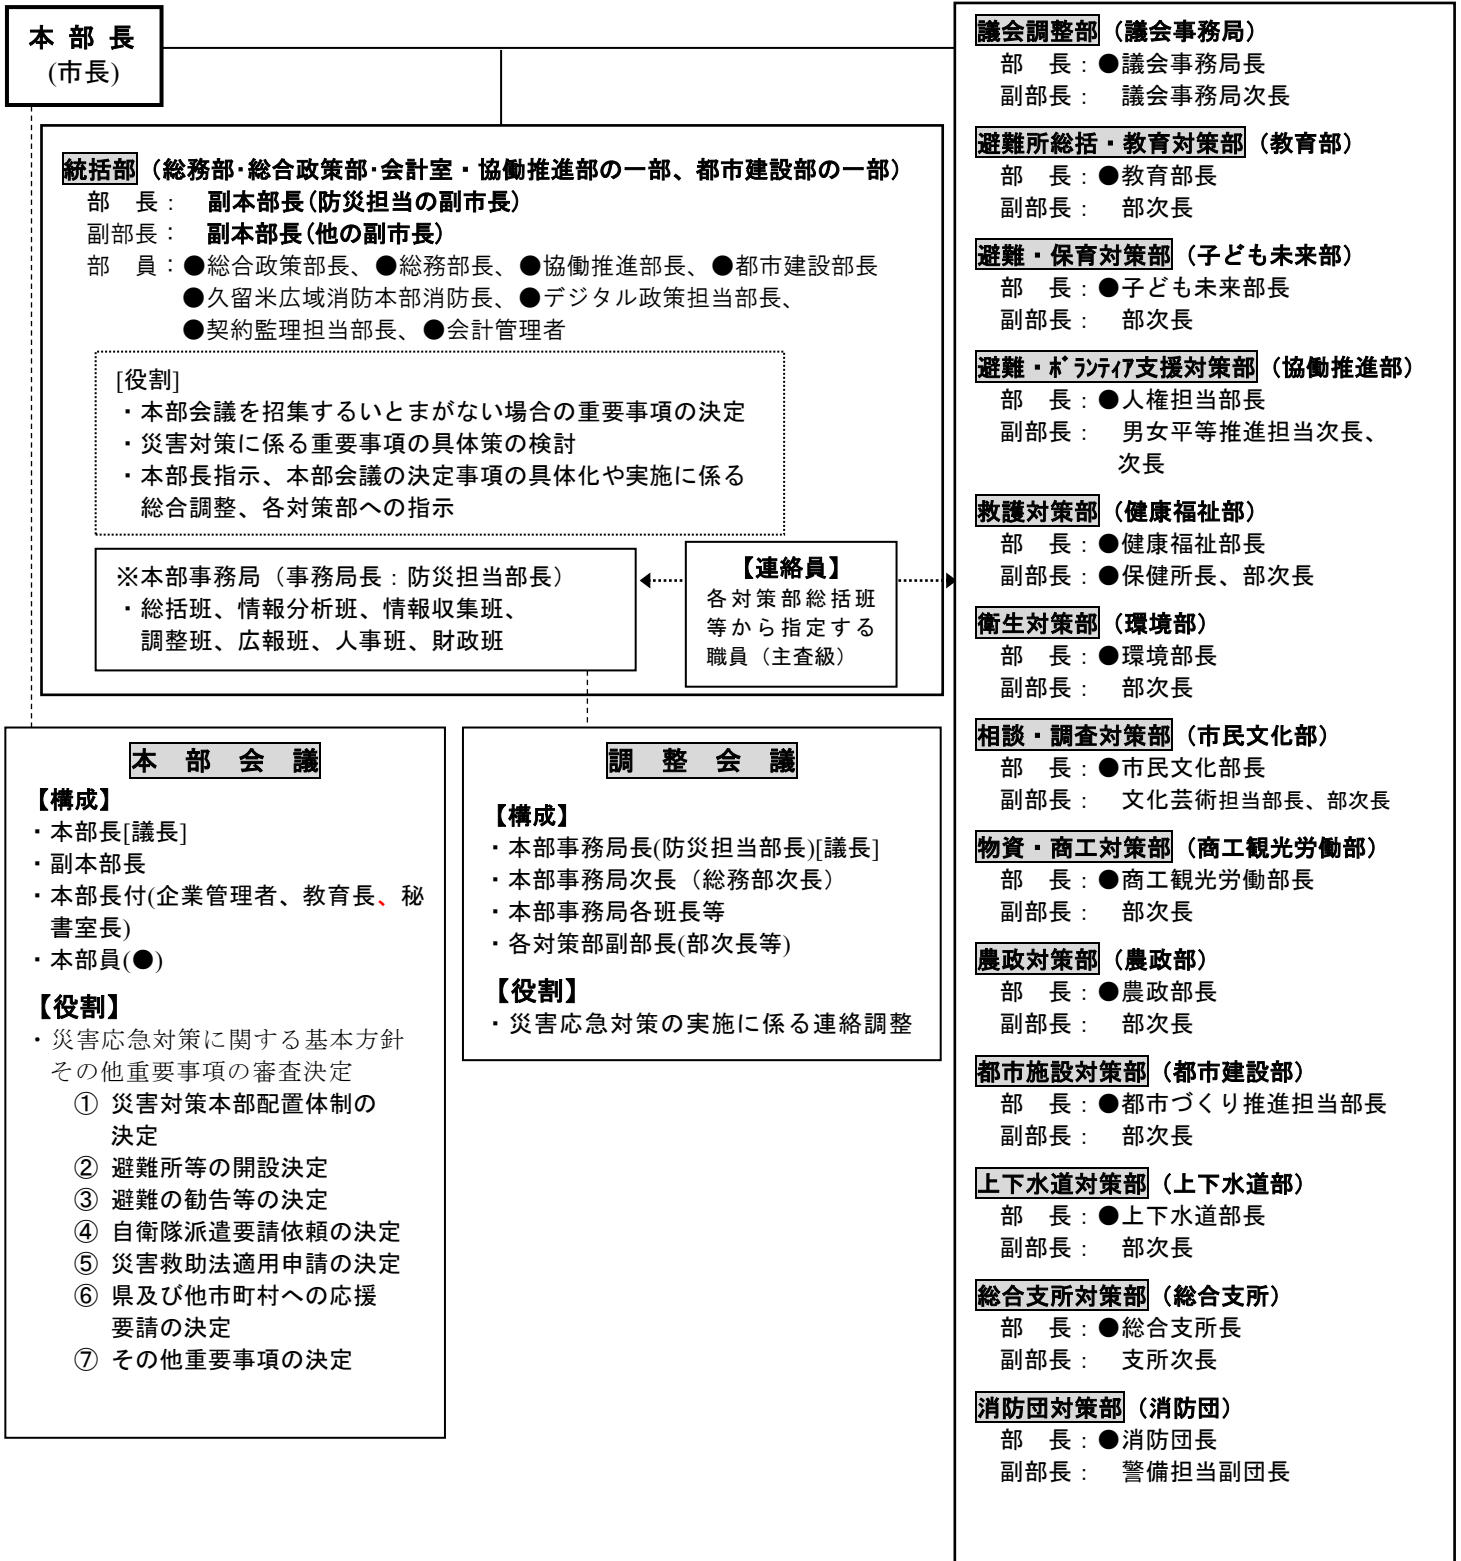 本部長
(市長)
統括部（総務部・総合政策部・会計室・協働推進部の一部、都市建設部の一部）
部　長：　副本部長(防災担当の副市長)
副部長：　副本部長(他の副市長)
部　員：●総合政策部長、●総務部長、●協働推進部長、●都市建設部長
●久留米広域消防本部消防長、●デジタル政策担当部長、
●契約監理担当部長、●会計管理者
[役割]
・本部会議を招集するいとまがない場合の重要事項の決定
・災害対策に係る重要事項の具体策の検討
・本部長指示、本部会議の決定事項の具体化や実施に係る
総合調整、各対策部への指示
※本部事務局（事務局長：防災担当部長）
・総括班、情報分析班、情報収集班、
調整班、広報班、人事班、財政班
【連絡員】
各対策部総括班
等から指定する
職員（主査級）
本　部　会　議
【構成】
・本部長[議長]
・副本部長
・本部長付(企業管理者、教育長、秘
書室長)
・本部員(●)
【役割】
・災害応急対策に関する基本方針
その他重要事項の審査決定
① 災害対策本部配置体制の
決定
② 避難所等の開設決定
③ 避難の勧告等の決定
④ 自衛隊派遣要請依頼の決定
⑤ 災害救助法適用申請の決定
⑥ 県及び他市町村への応援
要請の決定
⑦ その他重要事項の決定
調　整　会　議
【構成】
・本部事務局長(防災担当部長)[議長]
・本部事務局次長（総務部次長）
・本部事務局各班長等
・各対策部副部長(部次長等)
【役割】
・災害応急対策の実施に係る連絡調整
議会調整部（議会事務局）
部　長：●議会事務局長
副部長：　議会事務局次長
避難所総括・教育対策部（教育部）
部　長：●教育部長
副部長：　部次長
避難・保育対策部（子ども未来部）
部　長：●子ども未来部長
副部長：　部次長
避難・ﾎﾞﾗﾝﾃｨｱ支援対策部（協働推進部）
部　長：●人権担当部長
副部長：　男女平等推進担当次長、
次長
救護対策部（健康福祉部）
部　長：●健康福祉部長
副部長：●保健所長、部次長
衛生対策部（環境部）
部　長：●環境部長
副部長：　部次長
相談・調査対策部（市民文化部）
部　長：●市民文化部長
副部長：　文化芸術担当部長、部次長
物資・商工対策部（商工観光労働部）
部　長：●商工観光労働部長
副部長：　部次長
農政対策部（農政部）
部　長：●農政部長
副部長：　部次長
都市施設対策部（都市建設部）
部　長：●都市づくり推進担当部長
副部長：　部次長
上下水道対策部（上下水道部）
部　長：●上下水道部長
副部長：　部次長
総合支所対策部（総合支所）
部　長：●総合支所長
副部長：　支所次長
消防団対策部（消防団）
部　長：●消防団長
副部長：　警備担当副団長